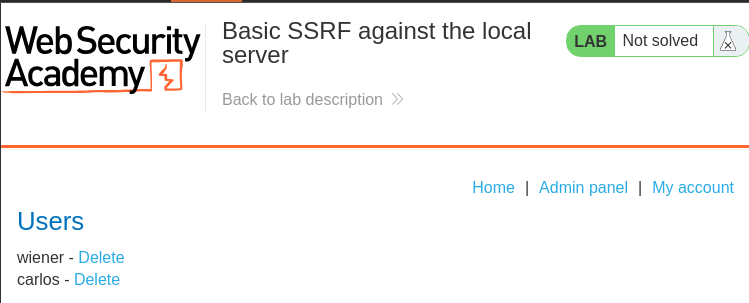 Web Security
Academy
Basic SSRF against the local
server
LAB Not solved
Back to lab description
Home | Admin panel | My account
Users
wiener - Delete
carlos - Delete